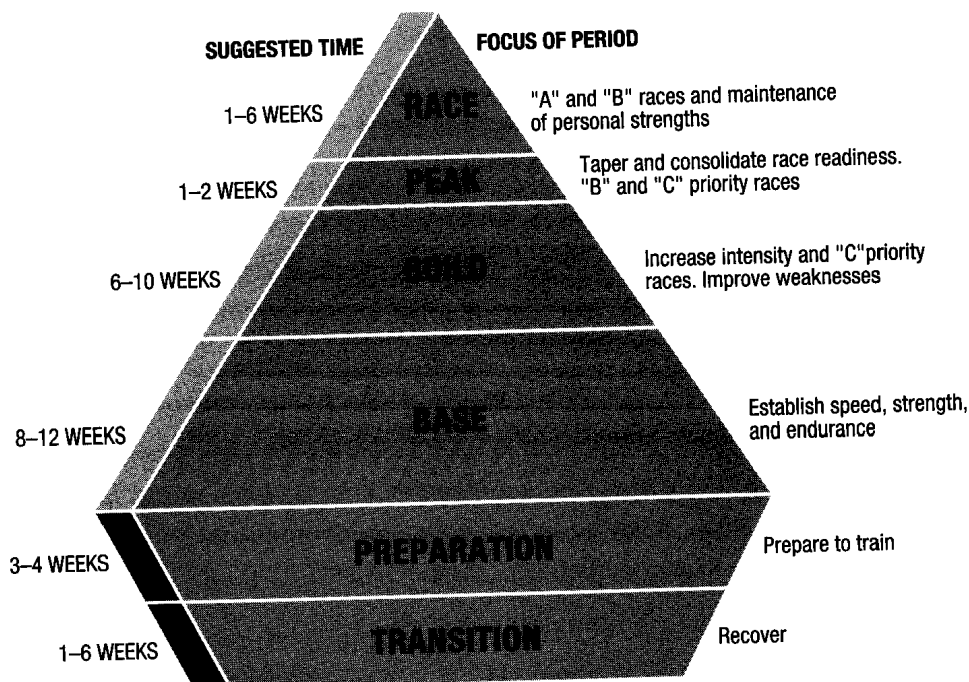 SUGGESTED TIME
FOCUS OF PERIOD
1–6 WEEKS
RACE
"A" and "B" races and maintenance
of personal strengths
1–2 WEEKS
PEAK
Taper and consolidate race readiness.
"B" and "C" priority races
6–10 WEEKS
BUILD
Increase intensity and "C"priority
races. Improve weaknesses
8–12 WEEKS
BASE
Establish speed, strength,
and endurance
3–4 WEEKS
PREPARATION
Prepare to train
1–6 WEEKS
TRANSITION
Recover